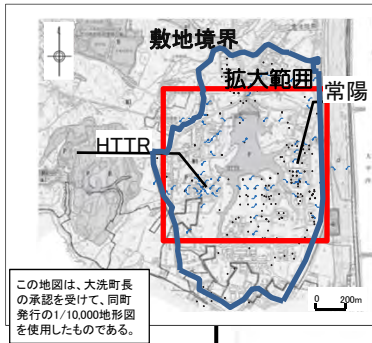 敷地境界
拡大範囲
常陽
HTTR
この地図は、大洗町長
の承認を受けて、同町
発行の1/10,000地形図
を使用したものである。
0 200m